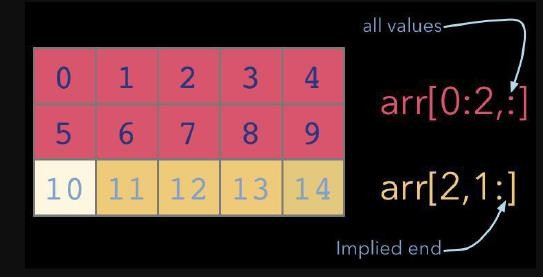 all values
0 1 2 3 4
arr[0:2,:]
5 6 7 8 9
10 11 12 13 14
arr[2,1:]
Implied end